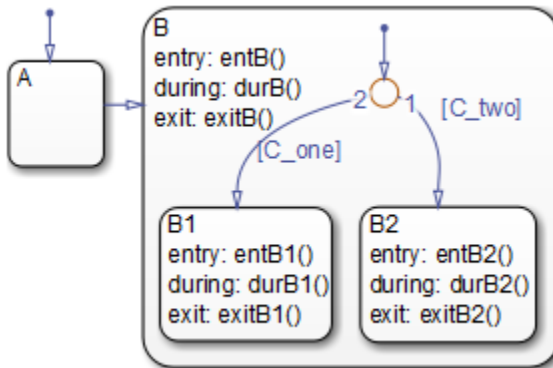 A
B
entry: entB()
during: durB()
exit: exitB()
2
1
[C_two]
[C_one]
B1
entry: entB1()
during: durB1()
exit: exitB1()
B2
entry: entB2()
during: durB2()
exit: exitB2()